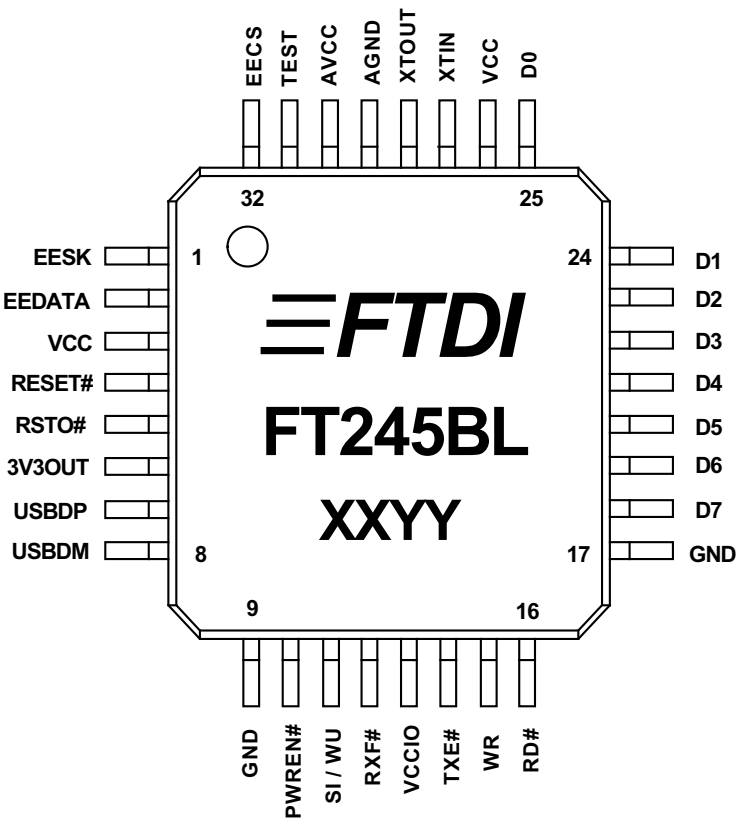 EECS
TEST
AVCC
AGND
XTOUT
XTIN
VCC
D0
32
25
EESK
EEDATA
VCC
RESET#
RSTO#
3V3OUT
USBDP
USBDM
1
8
24
17
FTDI
FT245BL
XXYY
D1
D2
D3
D4
D5
D6
D7
GND
9
16
GND
PWREN#
SI / WU
RXF#
VCCIO
TXE#
WR
RD#